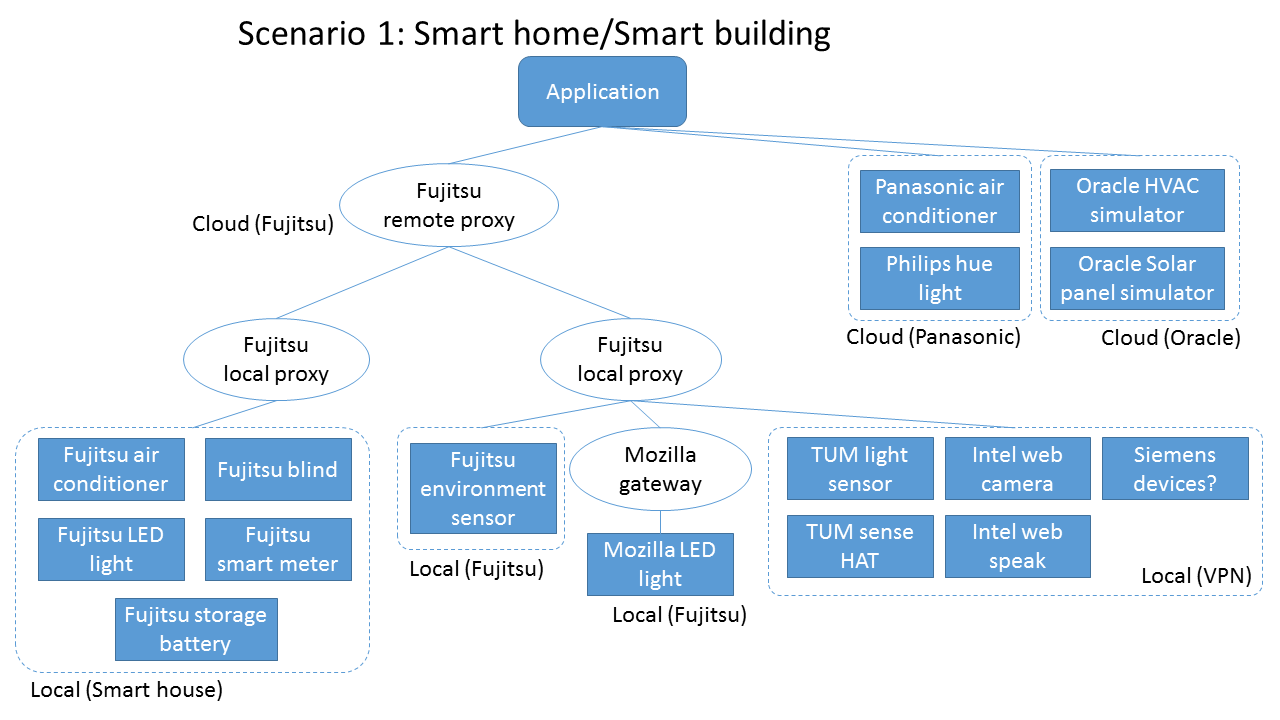 Scenario 1: Smart home/Smart building
Application
Fujitsu
remote proxy
Cloud (Fujitsu)
Panasonic air
conditioner
Philips hue
light
Cloud (Panasonic)
Oracle HVAC
simulator
Oracle Solar
panel simulator
Cloud (Oracle)
Fujitsu
local proxy
Fujitsu
local proxy
Fujitsu air
conditioner
Fujitsu blind
Fujitsu LED
light
Fujitsu
smart meter
Fujitsu storage
battery
Local (Smart house)
Fujitsu
environment
sensor
Local (Fujitsu)
Mozilla
gateway
Mozilla LED
light
Local (Fujitsu)
TUM light
sensor
Intel web
camera
Siemens
devices?
TUM sense
HAT
Intel web
speak
Local (VPN)